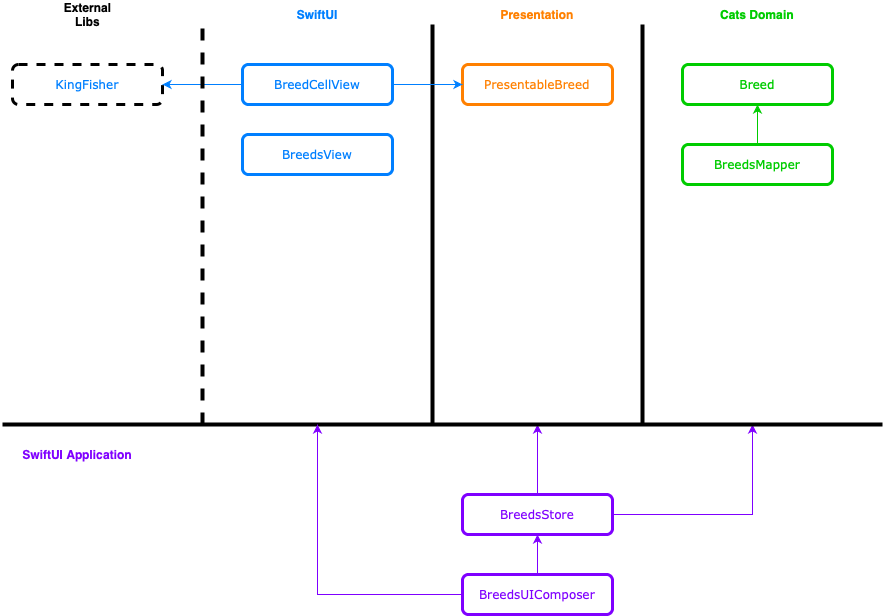 External
Libs
SwiftUI
Presentation
Cats Domain
KingFisher
BreedCellView
PresentableBreed
Breed
BreedsView
BreedsMapper
SwiftUI Application
BreedsStore
BreedsUIComposer